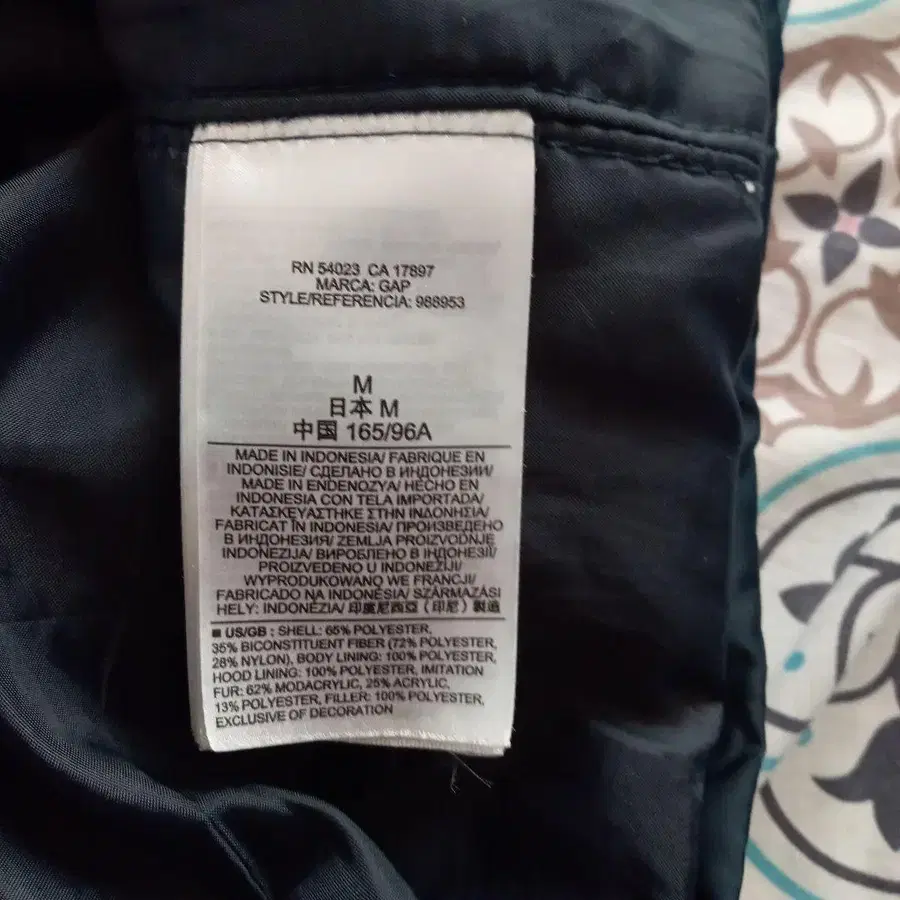 RN 54023 CA 17897
MARCA: GAP
STYLE/REFERENCIA: 988953
M
日本 M
中国 165/96A
MADE IN INDONESIA/ FABRIQUE EN
INDONISIE/ СДЕЛАНО В ИНДОНЕЗИИ/
MADE IN ENDENOZYA/ HECHO EN
INDONESIA CON TELA IMPORTADA/
ΚΑΤΑΣΚΕΥΑΣΤΗΚΕ ΣΤΗΝ ΙΝΔΟΝΗΣΙΑ/
FABRICAT ÎN INDONESIA/ ПРОИЗВЕДЕНО
В ИНДОНЕЗИЯ/ ZEMLJA PROIZVODNJE
INDONEZIJA/ ВИРОБЛЕНО В ІНДОНЕЗІЇ/
PROIZVEDENO U INDONEZIJI/
WYPRODUKOWANO WE FRANCJI/
FABRICADO NA INDONÉSIA/ SZÁRMAZÁSI
HELY: INDONÉZIA/ 印度尼西亞 (印尼) 製造
■ US/GB : SHELL: 65% POLYESTER,
35% BICONSTITUENT FIBER (72% POLYESTER,
28% NYLON), BODY LINING: 100% POLYESTER,
HOOD LINING: 100% POLYESTER, IMITATION
FUR: 62% MODACRYLIC, 25% ACRYLIC,
13% POLYESTER, FILLER: 100% POLYESTER,
EXCLUSIVE OF DECORATION